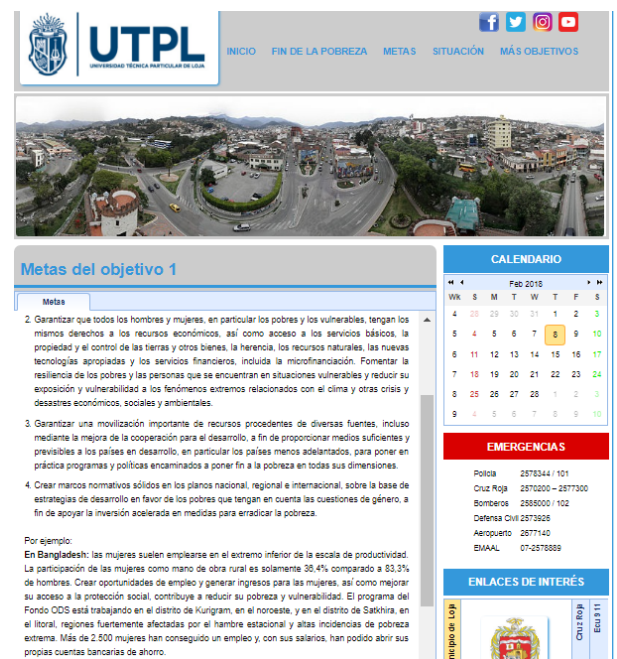 UTPL
UNIVERSIDAD TÉCNICA PARTICULAR DE LOJA
INICIO FIN DE LA POBREZA METAS SITUACIÓN MÁS OBJETIVOS
Metas del objetivo 1
Metas
2. Garantizar que todos los hombres y mujeres, en particular los pobres y los vulnerables, tengan los
mismos derechos a los recursos económicos, así como acceso a los servicios básicos, la
propiedad y el control de las tierras y otros bienes, la herencia, los recursos naturales, las nuevas
tecnologías apropiadas y los servicios financieros, incluida la microfinanciación. Fomentar la
resiliencia de los pobres y las personas que se encuentran en situaciones vulnerables y reducir su
exposición y vulnerabilidad a los fenómenos extremos relacionados con el clima y otras crisis y
desastres económicos, sociales y ambientales.
3. Garantizar una movilización importante de recursos procedentes de diversas fuentes, incluso
mediante la mejora de la cooperación para el desarrollo, a fin de proporcionar medios suficientes y
previsibles a los países en desarrollo, en particular los países menos adelantados, para poner en
práctica programas y políticas encaminados a poner fin a la pobreza en todas sus dimensiones.
4. Crear marcos normativos sólidos en los planos nacional, regional e internacional, sobre la base de
estrategias de desarrollo en favor de los pobres que tengan en cuenta las cuestiones de género, a
fin de apoyar la inversión acelerada en medidas para erradicar la pobreza.
Por ejemplo:
En Bangladesh: las mujeres suelen emplearse en el extremo inferior de la escala de productividad.
La participación de las mujeres como mano de obra rural es solamente 36,4% comparado a 83,3%
de hombres. Crear oportunidades de empleo y generar ingresos para las mujeres, así como mejorar
su acceso a la protección social, contribuye a reducir su pobreza y vulnerabilidad. El programa del
Fondo ODS está trabajando en el distrito de Kurigram, en el noroeste, y en el distrito de Satkhira, en
el litoral, regiones fuertemente afectadas por el hambre estacional y altas incidencias de pobreza
extrema. Más de 2.500 mujeres han conseguido un empleo y, con sus salarios, han podido abrir sus
propias cuentas bancarias de ahorro.
CALENDARIO
Feb 2018
Wk S M T W T F S
4 28 29 30 31 1 2 3
5 4 5 6 7 8 9 10
6 11 12 13 14 15 16 17
7 18 19 20 21 22 23 24
8 25 26 27 28 1 2 3
9 4 5 6 7 8 9 10
EMERGENCIAS
Policia 2578344 / 101
Cruz Roja 2570200 – 2577300
Bomberos 2585000 / 102
Defensa Civil 2573926
Aeropuerto 2677140
EMAAL 07-2578889
ENLACES DE INTERÉS
Loja
Cruz Roja
Ecu 911